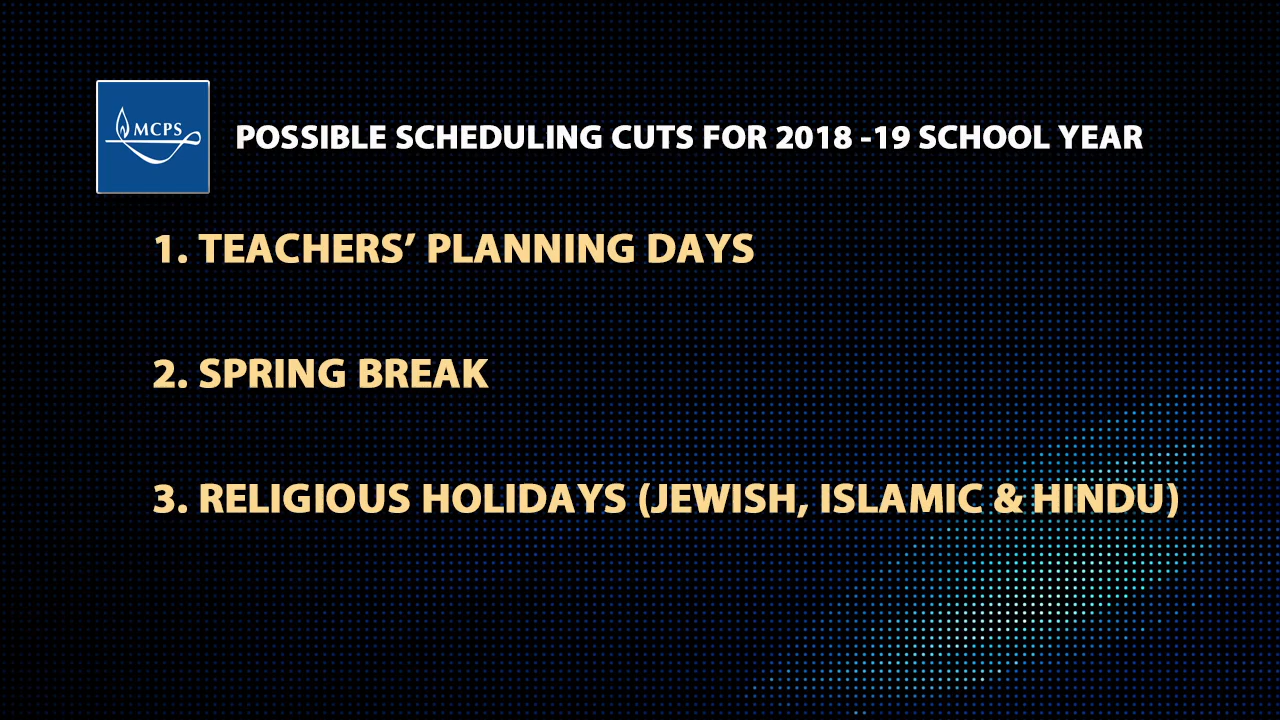 MCPS
POSSIBLE SCHEDULING CUTS FOR 2018 -19 SCHOOL YEAR
1. TEACHERS’ PLANNING DAYS
2. SPRING BREAK
3. RELIGIOUS HOLIDAYS (JEWISH, ISLAMIC & HINDU)